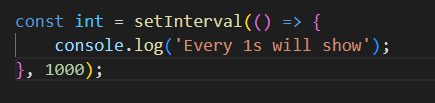 const int = setInterval(() => {
    console.log('Every 1s will show');
}, 1000);